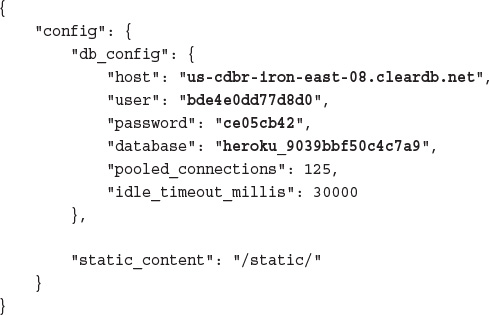 {
"config": {
"db_config": {
"host": "us-cdbr-iron-east-08.cleardb.net",
"user": "bde4e0dd77d8d0",
"password": "ce05cb42",
"database": "heroku_9039bbf50c4c7a9",
"pooled_connections": 125,
"idle_timeout_millis": 30000
},
"static_content": "/static/"
}
}